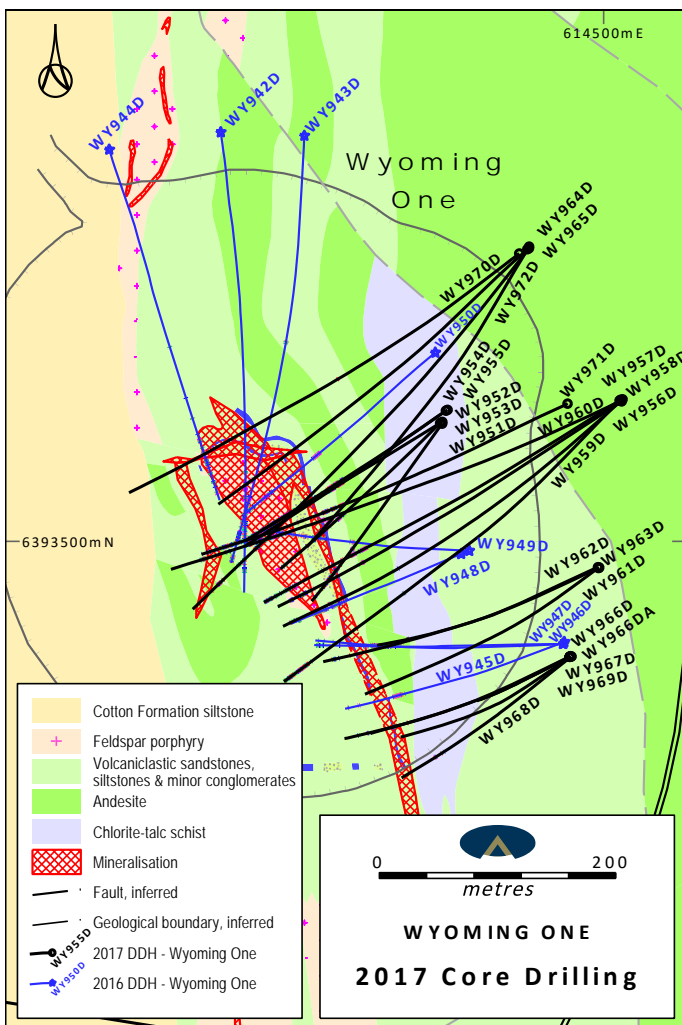 614500mE
WY944D
WY942D
WY943D
Wyoming
One
WY964D
WY965D
WY970D
WY972D
WY950D
WY954D
WY955D
WY952D
WY953D
WY951D
WY971D
WY960D
WY957D
WY958D
WY956D
WY959D
6393500mN
WY949D
WY948D
WY962D
WY963D
WY961D
WY947D
WY946D
WY966D
WY966DA
WY967D
WY969D
WY945D
WY968D
Cotton Formation siltstone
Feldspar porphyry
Volcaniclastic sandstones,
siltstones & minor conglomerates
Andesite
Chlorite-talc schist
Mineralisation
Fault, inferred
Geological boundary, inferred
WY955D
2017 DDH - Wyoming One
WY950D
2016 DDH - Wyoming One
0 200
metres
WYOMING ONE
2017 Core Drilling